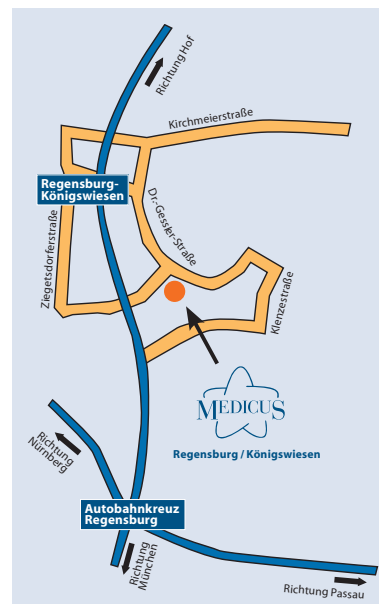 Richtung Hof
Kirchmeierstraße
Regensburg-
Königswiesen
Dr.-Gessler-Straße
Ziegetsdorferstraße
Klenzestraße
MEDICUS
Regensburg / Königswiesen
Richtung
Nürnberg
Autobahnkreuz
Regensburg
Richtung
München
Richtung Passau